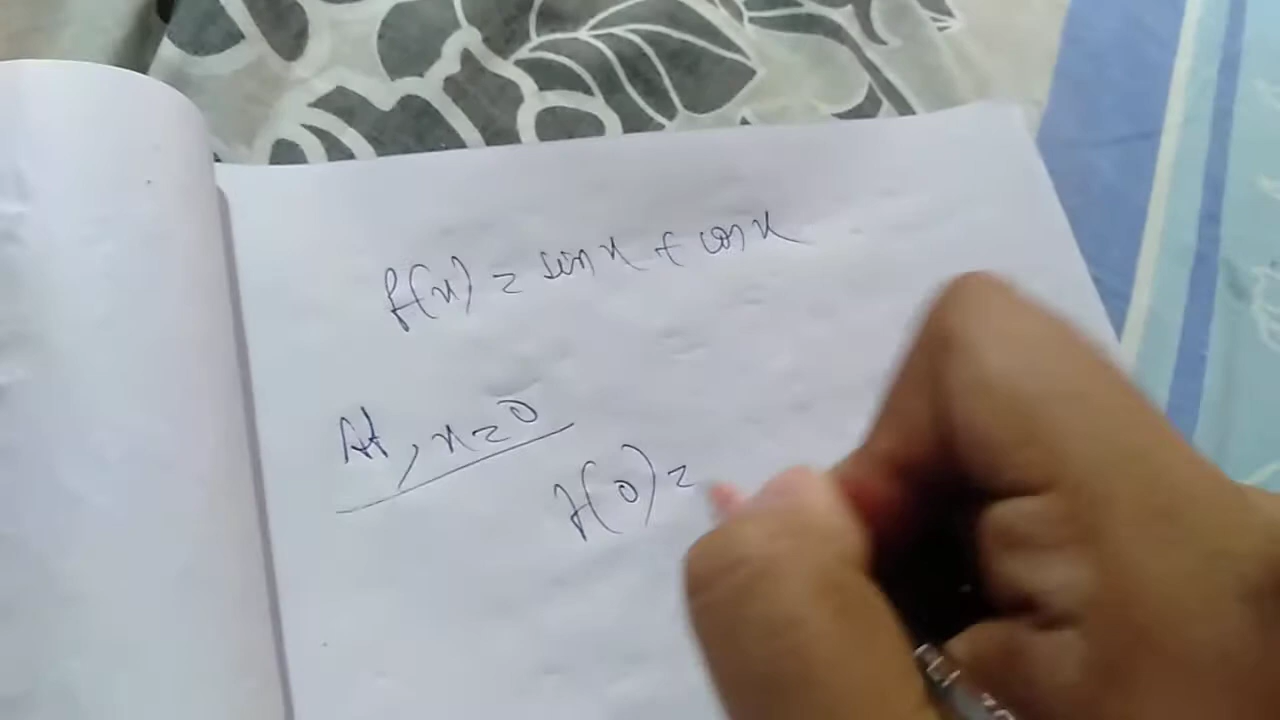 f(x) = sin x + cos x
At, x = 0
f(0) =